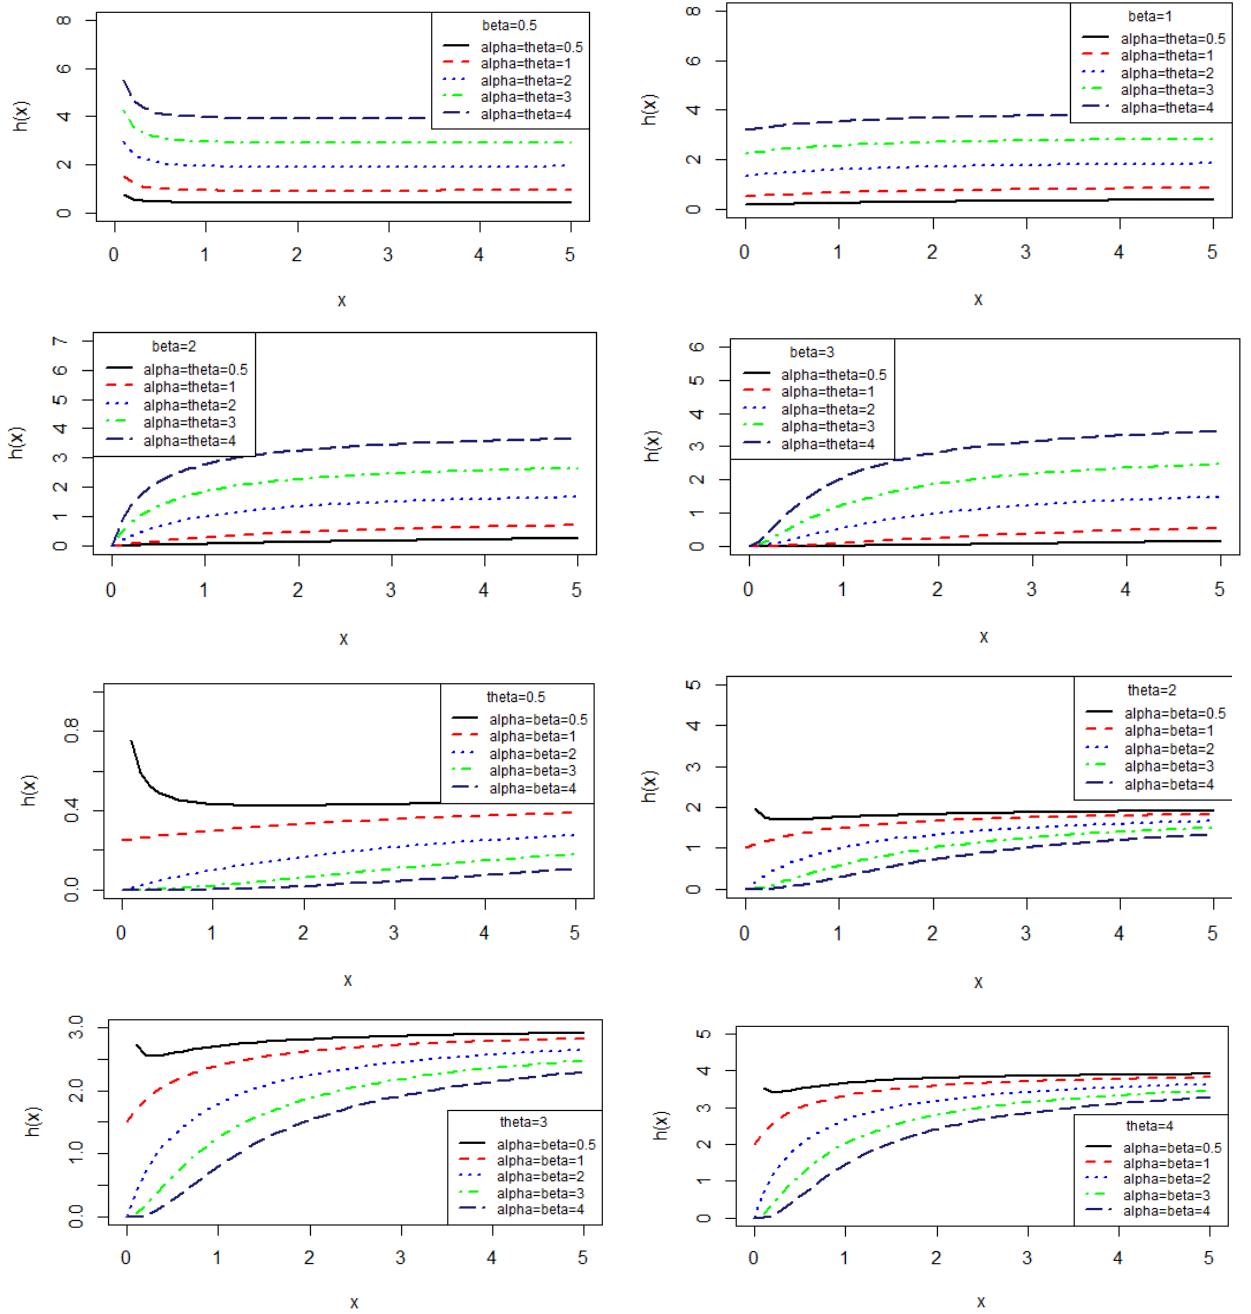 beta=0.5
alpha=theta=0.5
alpha=theta=1
alpha=theta=2
alpha=theta=3
alpha=theta=4
h(x)
8
6
4
2
0
0 1 2 3 4 5
x
beta=1
alpha=theta=0.5
alpha=theta=1
alpha=theta=2
alpha=theta=3
alpha=theta=4
h(x)
8
6
4
2
0
0 1 2 3 4 5
x
beta=2
alpha=theta=0.5
alpha=theta=1
alpha=theta=2
alpha=theta=3
alpha=theta=4
h(x)
7
6
5
4
3
2
1
0
0 1 2 3 4 5
x
beta=3
alpha=theta=0.5
alpha=theta=1
alpha=theta=2
alpha=theta=3
alpha=theta=4
h(x)
6
5
4
3
2
1
0
0 1 2 3 4 5
x
theta=0.5
alpha=beta=0.5
alpha=beta=1
alpha=beta=2
alpha=beta=3
alpha=beta=4
h(x)
0.8
0.4
0.0
0 1 2 3 4 5
x
theta=2
alpha=beta=0.5
alpha=beta=1
alpha=beta=2
alpha=beta=3
alpha=beta=4
h(x)
5
4
3
2
1
0
0 1 2 3 4 5
x
theta=3
alpha=beta=0.5
alpha=beta=1
alpha=beta=2
alpha=beta=3
alpha=beta=4
h(x)
3.0
2.0
1.0
0.0
0 1 2 3 4 5
x
theta=4
alpha=beta=0.5
alpha=beta=1
alpha=beta=2
alpha=beta=3
alpha=beta=4
h(x)
5
4
3
2
1
0
0 1 2 3 4 5
x